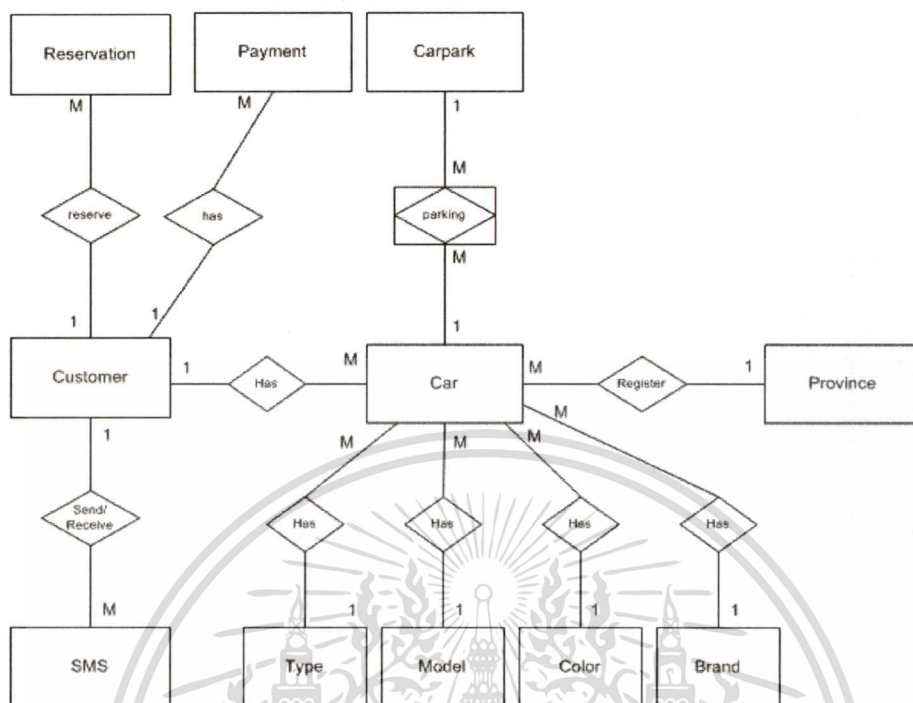 Reservation
Payment
Carpark
M
M
1
M
reserve
has
parking
M
1
1
1
Customer
1
Has
M
Car
M
Register
1
Province
1
M
M
M
M
Send/
Receive
Has
Has
Has
Has
M
1
1
1
1
SMS
Type
Model
Color
Brand